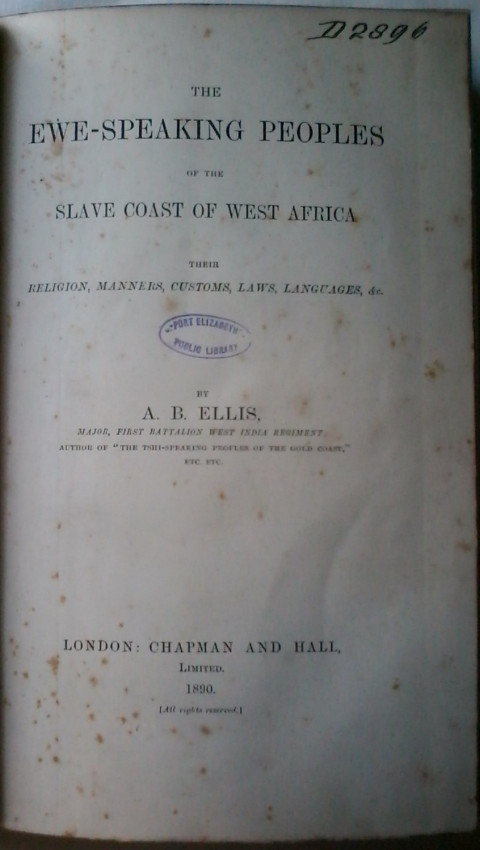 D2896
THE
EWE-SPEAKING PEOPLES
OF THE
SLAVE COAST OF WEST AFRICA
THEIR
RELIGION, MANNERS, CUSTOMS, LAWS, LANGUAGES, &c.
PORT ELIZABETH
PUBLIC LIBRARY
BY
A. B. ELLIS,
MAJOR, FIRST BATTALION WEST INDIA REGIMENT;
AUTHOR OF "THE TSHI-SPEAKING PEOPLES OF THE GOLD COAST,"
ETC. ETC.
LONDON: CHAPMAN AND HALL,
LIMITED.
1890.
[All rights reserved.]